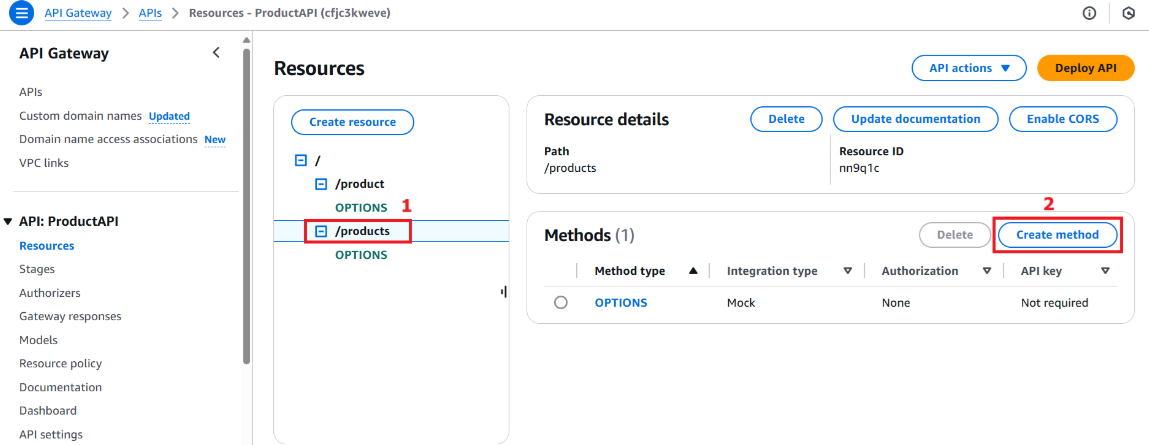 API Gateway > APIs > Resources - ProductAPI (cfjc3kweve)
API Gateway
APIs
Custom domain names Updated
Domain name access associations New
VPC links
API: ProductAPI
Resources
Stages
Authorizers
Gateway responses
Models
Resource policy
Documentation
Dashboard
API settings
Resources
API actions
Deploy API
Create resource
/
/product
OPTIONS
1
/products
OPTIONS
Resource details
Delete
Update documentation
Enable CORS
Path
/products
Resource ID
nn9q1c
2
Methods (1)
Delete
Create method
Method type
Integration type
Authorization
API key
OPTIONS
Mock
None
Not required